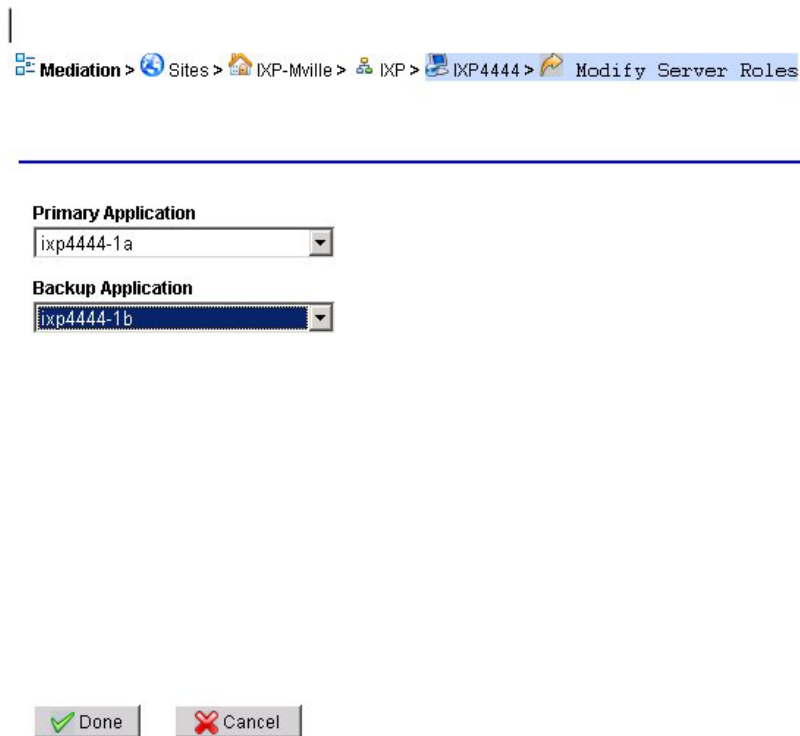 Mediation > Sites > IXP-Mville > IXP > IXP4444 > Modify Server Roles
Primary Application
ixp4444-1a
Backup Application
ixp4444-1b
Done Cancel